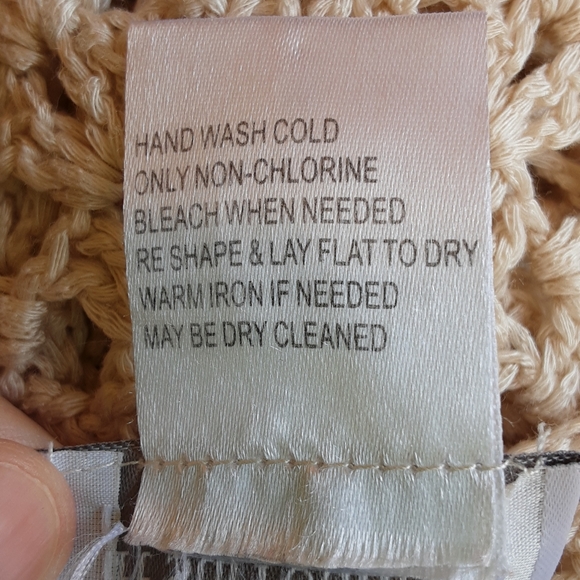 HAND WASH COLD
ONLY NON-CHLORINE
BLEACH WHEN NEEDED
RE SHAPE & LAY FLAT TO DRY
WARM IRON IF NEEDED
MAY BE DRY CLEANED